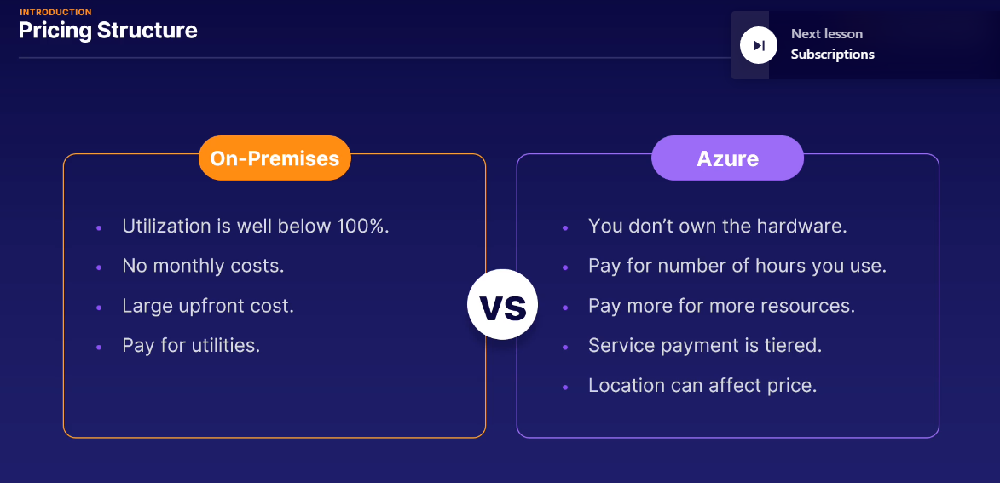 INTRODUCTION
Pricing Structure
Next lesson
Subscriptions
On-Premises
Utilization is well below 100%.
No monthly costs.
Large upfront cost.
Pay for utilities.
vs
Azure
You don’t own the hardware.
Pay for number of hours you use.
Pay more for more resources.
Service payment is tiered.
Location can affect price.